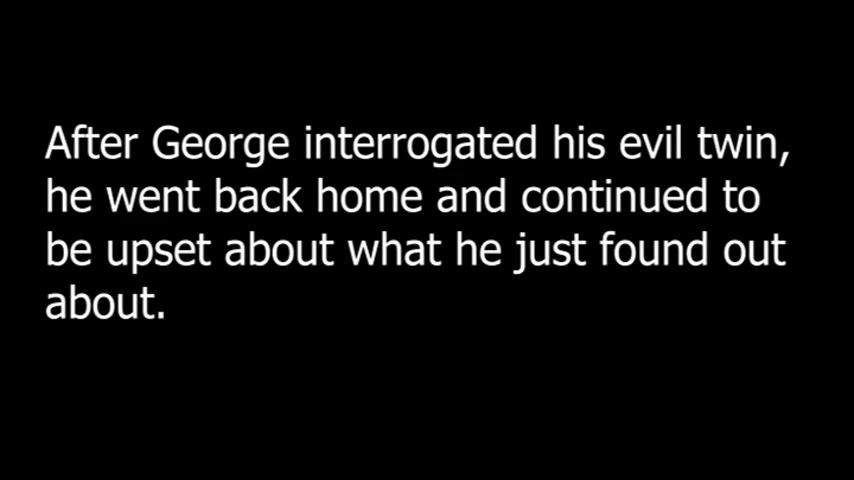 After George interrogated his evil twin,
he went back home and continued to
be upset about what he just found out
about.